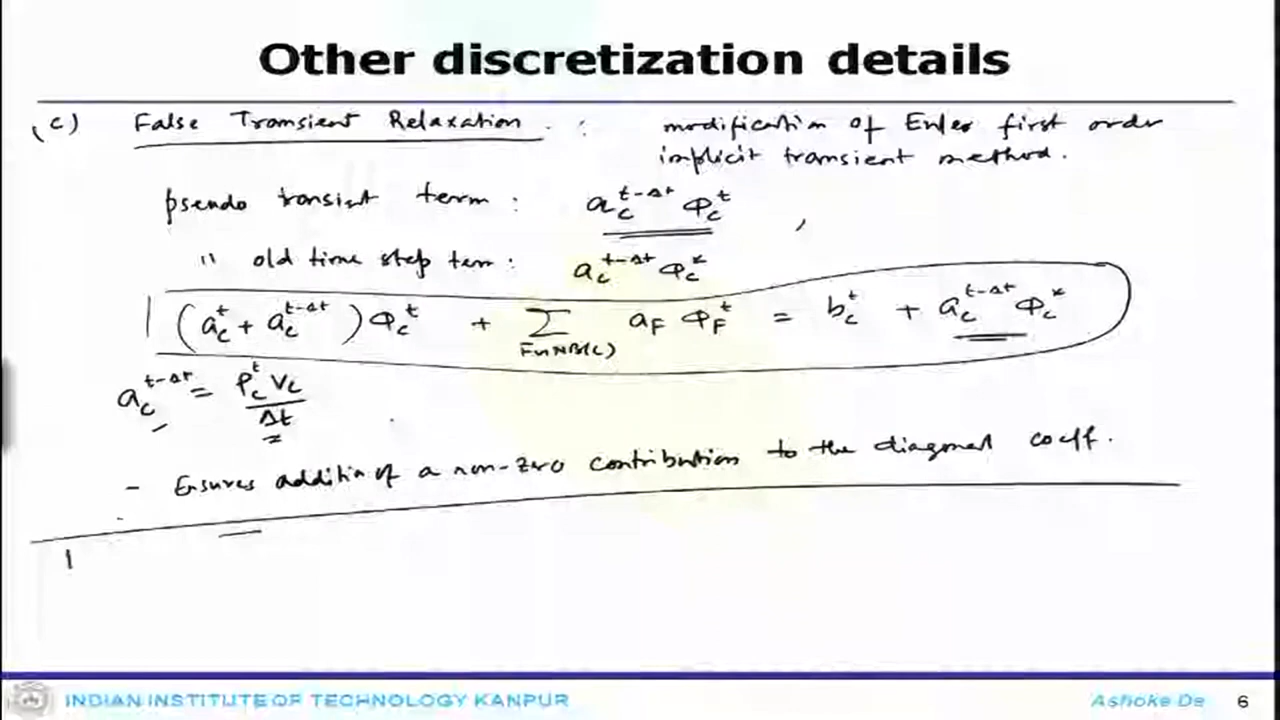 Other discretization details
(c) False Transient Relaxation : modification of Euler first order
implicit transient method.
pseudo transient term : a_c^{t-Δt} Φ_c^t ,
" old time step term : a_c^{t-Δt} Φ_c^*
(a_c^t + a_c^{t-Δt}) Φ_c^t + Σ_{F∼NB(C)} a_F Φ_F^t = b_c^t + a_c^{t-Δt} Φ_c^*
a_c^{t-Δt} = ρ_c^t V_c / Δt
- Ensures addition of a non-zero contribution to the diagonal coeff.
INDIAN INSTITUTE OF TECHNOLOGY KANPUR Ashoke De 6